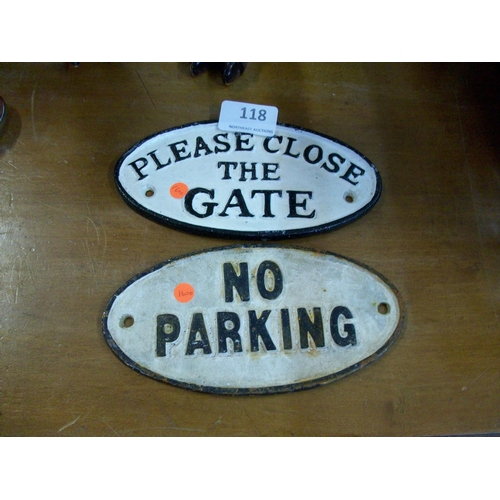 118
PLEASE CLOSE
THE
GATE
NO
PARKING